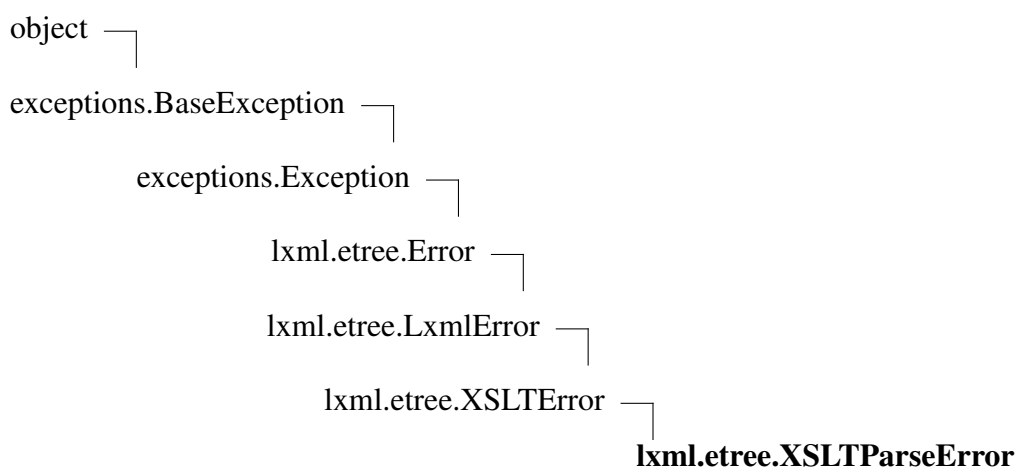 object
exceptions.BaseException
exceptions.Exception
lxml.etree.Error
lxml.etree.LxmlError
lxml.etree.XSLTError
lxml.etree.XSLTParseError